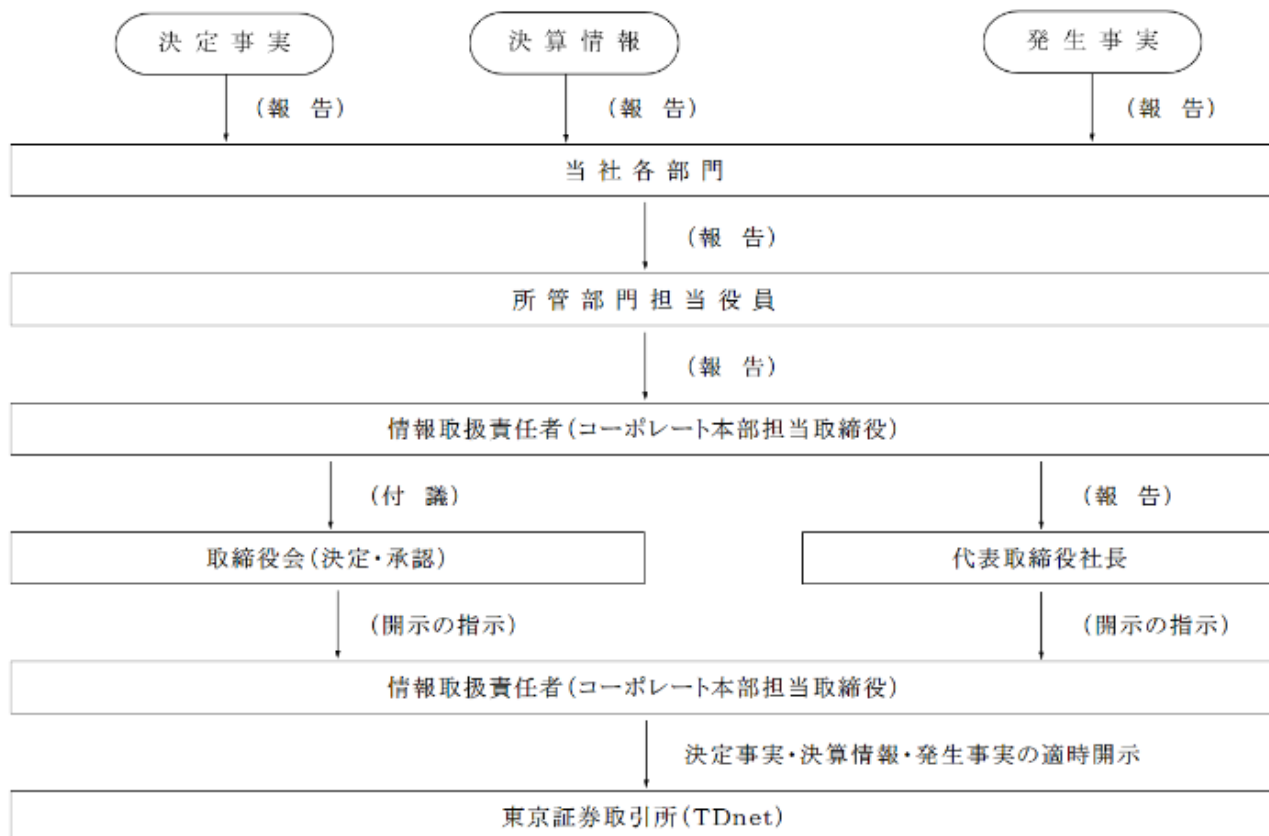 決定事実
決算情報
発生事実
(報告)
(報告)
(報告)
当社各部門
(報告)
所管部門担当役員
(報告)
情報取扱責任者(コーポレート本部担当取締役)
(付議)
(報告)
取締役会(決定・承認)
代表取締役社長
(開示の指示)
(開示の指示)
情報取扱責任者(コーポレート本部担当取締役)
決定事実・決算情報・発生事実の適時開示
東京証券取引所(TDnet)